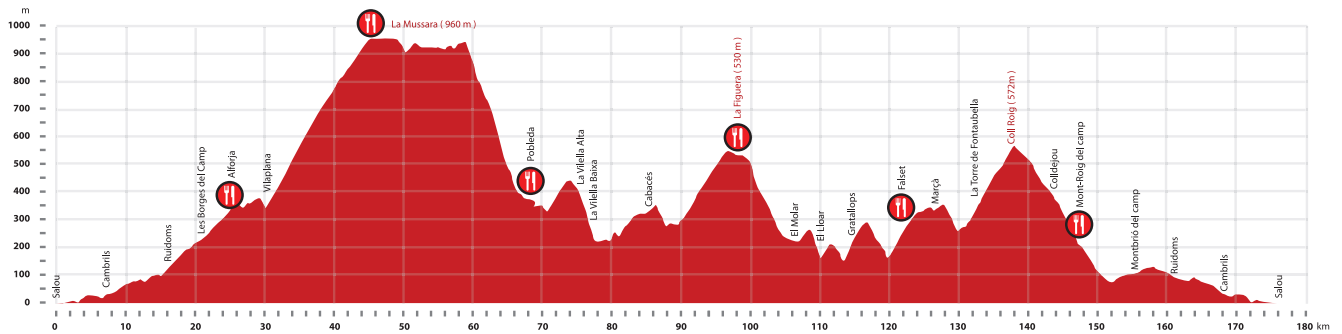 m
1000
900
800
700
600
500
400
300
200
100
0
Salou
Cambrils
Ruidoms
Les Borges del Camp
Alforja
Vilaplana
La Mussara ( 960 m )
Pobleda
La Vilella Alta
La Vilella Baixa
Cabacés
La Figuera ( 530 m )
El Molar
El Lloar
Gratallops
Falset
Marçà
La Torre de Fontaubella
Coll Roig ( 572m )
Colldejou
Mont-Roig del camp
Montbrió del camp
Ruidoms
Cambrils
Salou
0 10 20 30 40 50 60 70 80 90 100 110 120 130 140 150 160 170 180 km